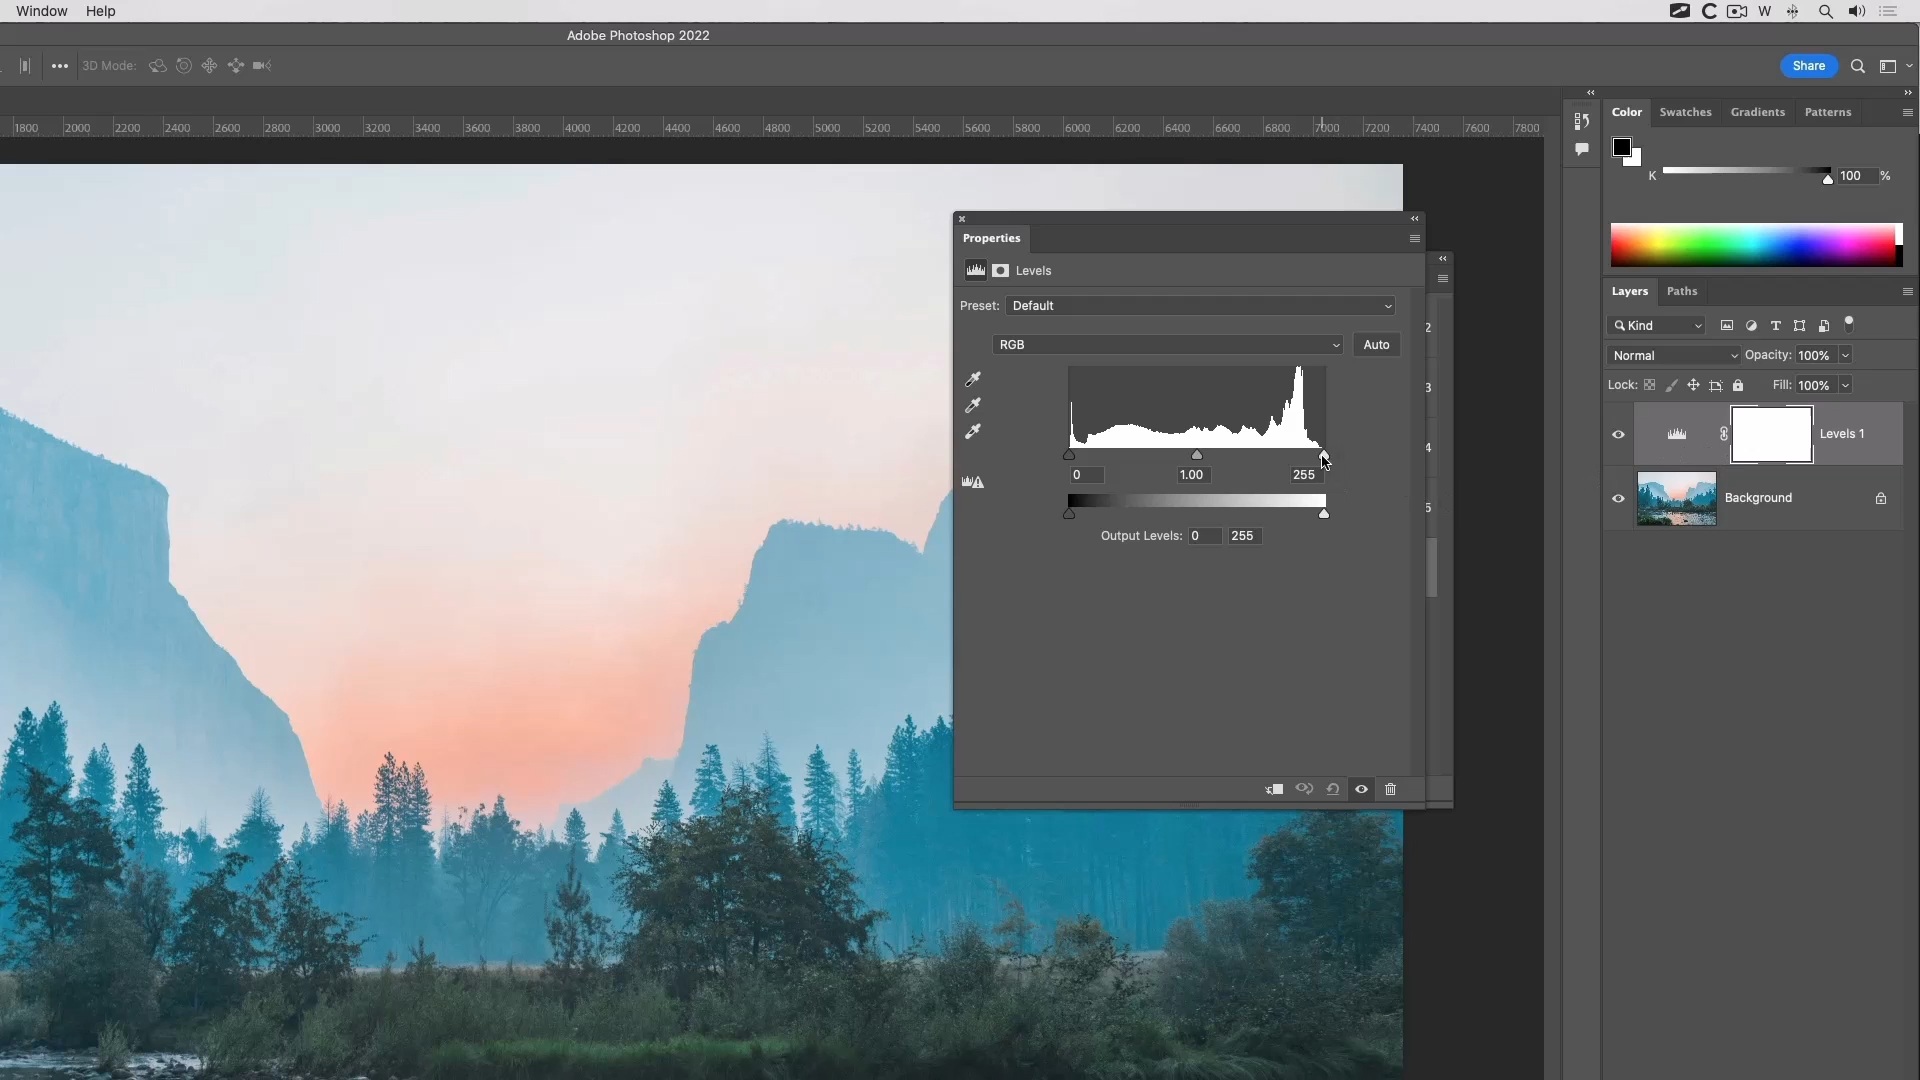 Window Help
W
Adobe Photoshop 2022
3D Mode:
Share
1800 2000 2200 2400 2600 2800 3000 3200 3400 3600 3800 4000 4200 4400 4600 4800 5000 5200 5400 5600 5800 6000 6200 6400 6600 6800 7000 7200 7400 7600 7800
Color Swatches Gradients Patterns
K 100 %
Properties
Levels
Preset: Default
RGB Auto
0 1.00 255
Output Levels: 0 255
2
3
4
5
Layers Paths
Kind
Normal Opacity: 100%
Lock: Fill: 100%
Levels 1
Background